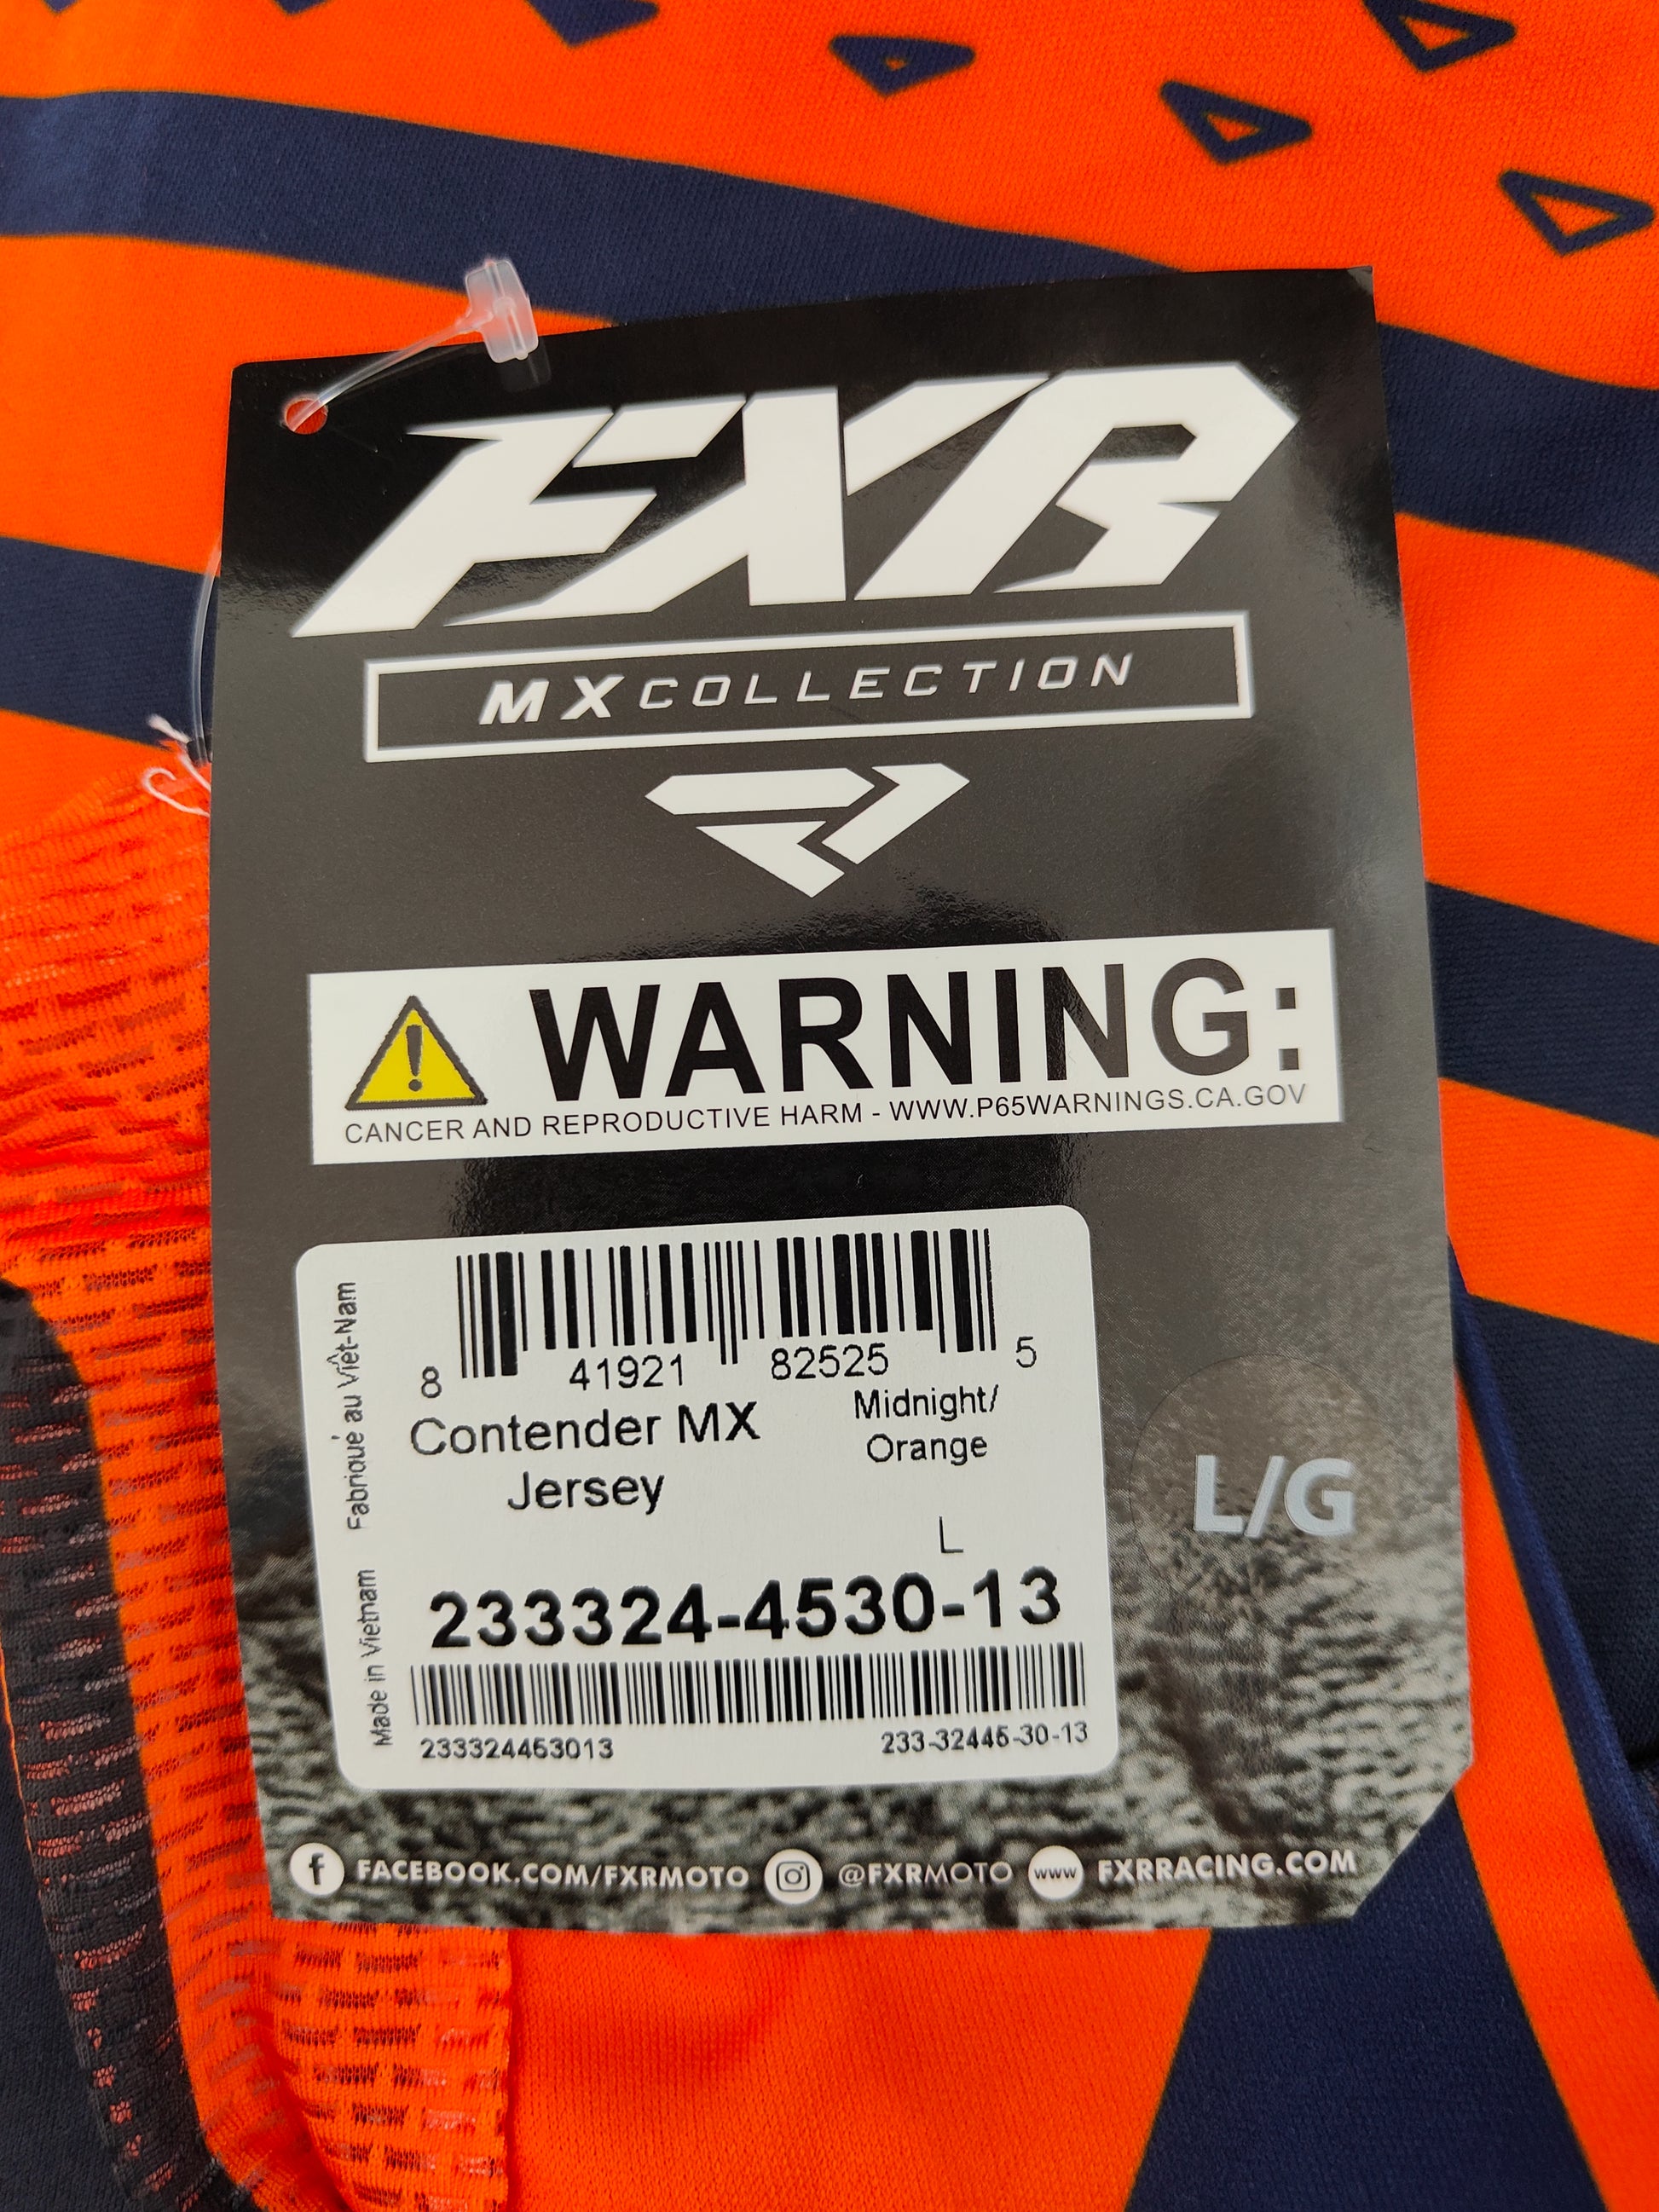 FXR
MX COLLECTION
WARNING:
CANCER AND REPRODUCTIVE HARM - WWW.P65WARNINGS.CA.GOV
8 41921 82525 5
Contender MX
Jersey
Midnight/
Orange
L
233324-4530-13
233324453013 233-32445-30-13
Made in Vietnam Fabriqué au Viêt-Nam
L/G
f FACEBOOK.COM/FXRMOTO @FXRMOTO www FXRRACING.COM